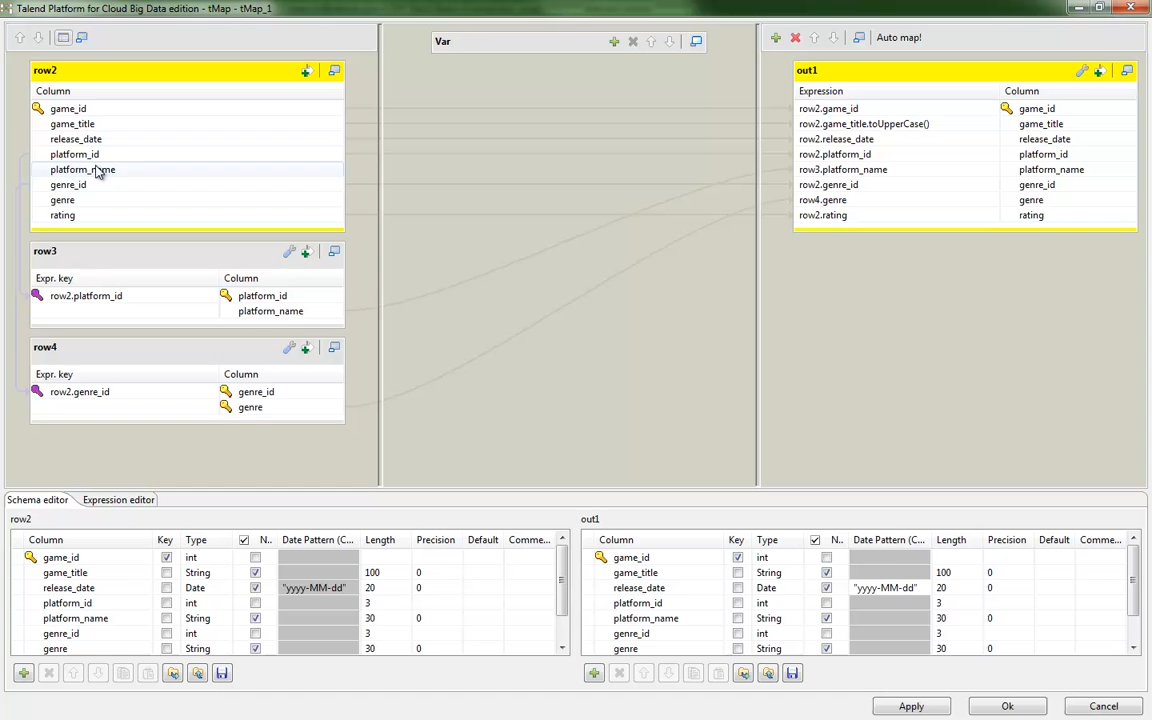 Talend Platform for Cloud Big Data edition - tMap - tMap_1
Var
Auto map!
row2
Column
game_id
game_title
release_date
platform_id
platform_name
genre_id
genre
rating
row3
Expr. key Column
row2.platform_id platform_id
platform_name
row4
Expr. key Column
row2.genre_id genre_id
genre
out1
Expression Column
row2.game_id game_id
row2.game_title.toUpperCase() game_title
row2.release_date release_date
row2.platform_id platform_id
row3.platform_name platform_name
row2.genre_id genre_id
row4.genre genre
row2.rating rating
Schema editor Expression editor
row2
Column Key Type N.. Date Pattern (C... Length Precision Default Comme...
game_id int
game_title String 100 0
release_date Date "yyyy-MM-dd" 20 0
platform_id int 3
platform_name String 30 0
genre_id int 3
genre String 30 0
out1
Column Key Type N.. Date Pattern (C... Length Precision Default Comme...
game_id int
game_title String 100 0
release_date Date "yyyy-MM-dd" 20 0
platform_id int 3
platform_name String 30 0
genre_id int 3
genre String 30 0
Apply Ok Cancel